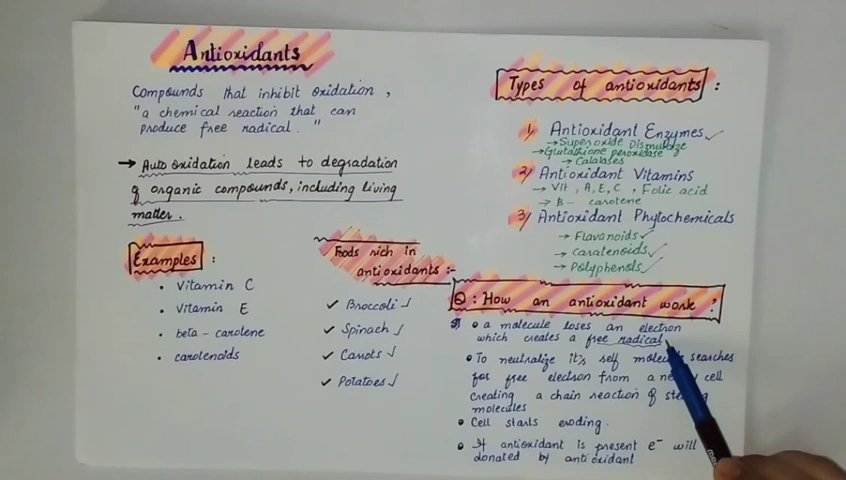 Antioxidants
Compounds that inhibit oxidation,
"a chemical reaction that can
produce free radical."
→ Auto oxidation leads to degradation
of organic compounds, including living
matter.
Examples :
• Vitamin C
• Vitamin E
• beta - carotene
• carotenoids
Foods rich in
antioxidants :-
✓ Broccoli ✓
✓ Spinach ✓
✓ Carrots ✓
✓ Potatoes ✓
Types of antioxidants :
1) Antioxidant Enzymes ✓
→ Superoxide
→ Glutathione peroxidase
→ Catalases
2) Antioxidant Vitamins
→ Vit, A, E, C, Folic acid
→ B- carotene
3) Antioxidant Phytochemicals
→ Flavanoids ✓
→ Caratenoids ✓
→ Polyphenols ✓
Q : How an antioxidant work ?
• a molecule loses an electron
which creates a free radical
• To neutralize it's self searches
for free electron from a cell
creating a chain reaction of
molecules
• Cell starts eroding.
• If antioxidant is present e⁻ will
donated by antioxidant